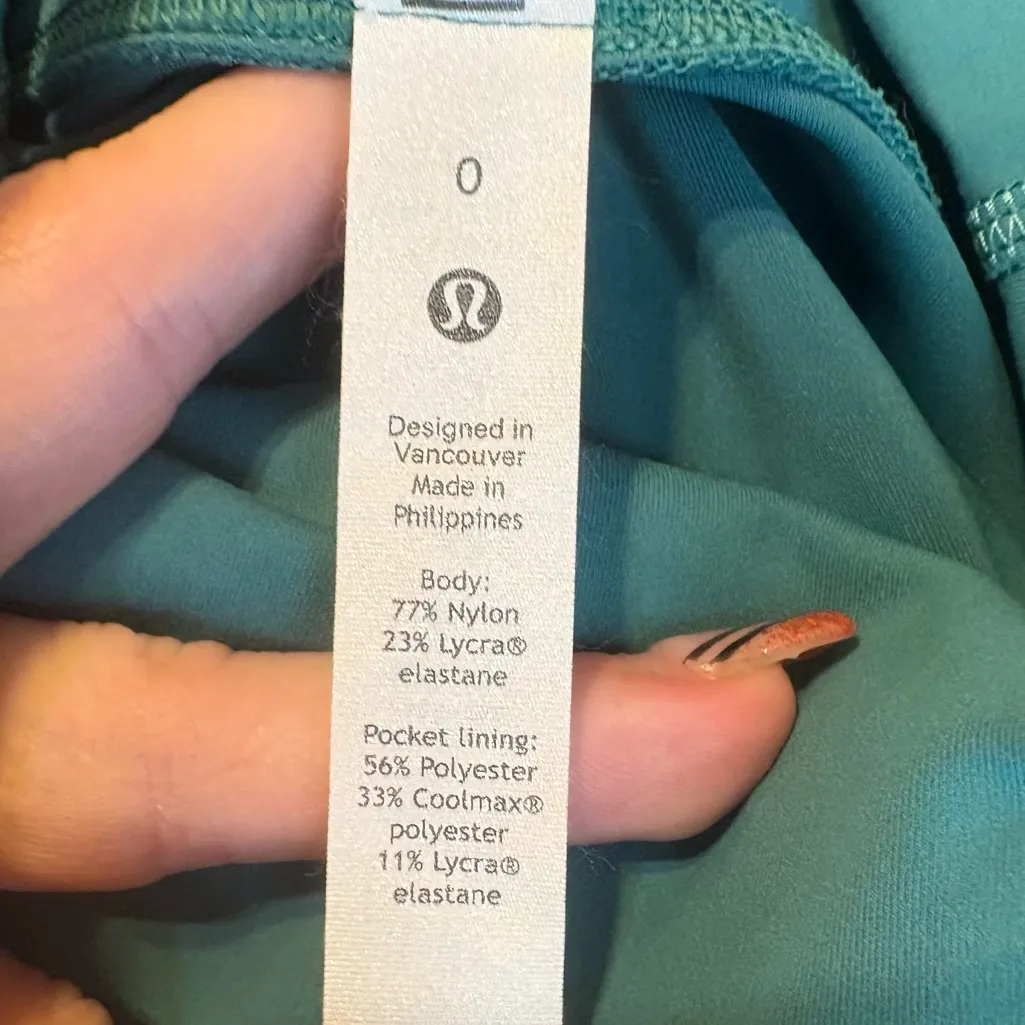 0
Designed in
Vancouver
Made in
Philippines
Body:
77% Nylon
23% Lycra®
elastane
Pocket lining:
56% Polyester
33% Coolmax®
polyester
11% Lycra®
elastane